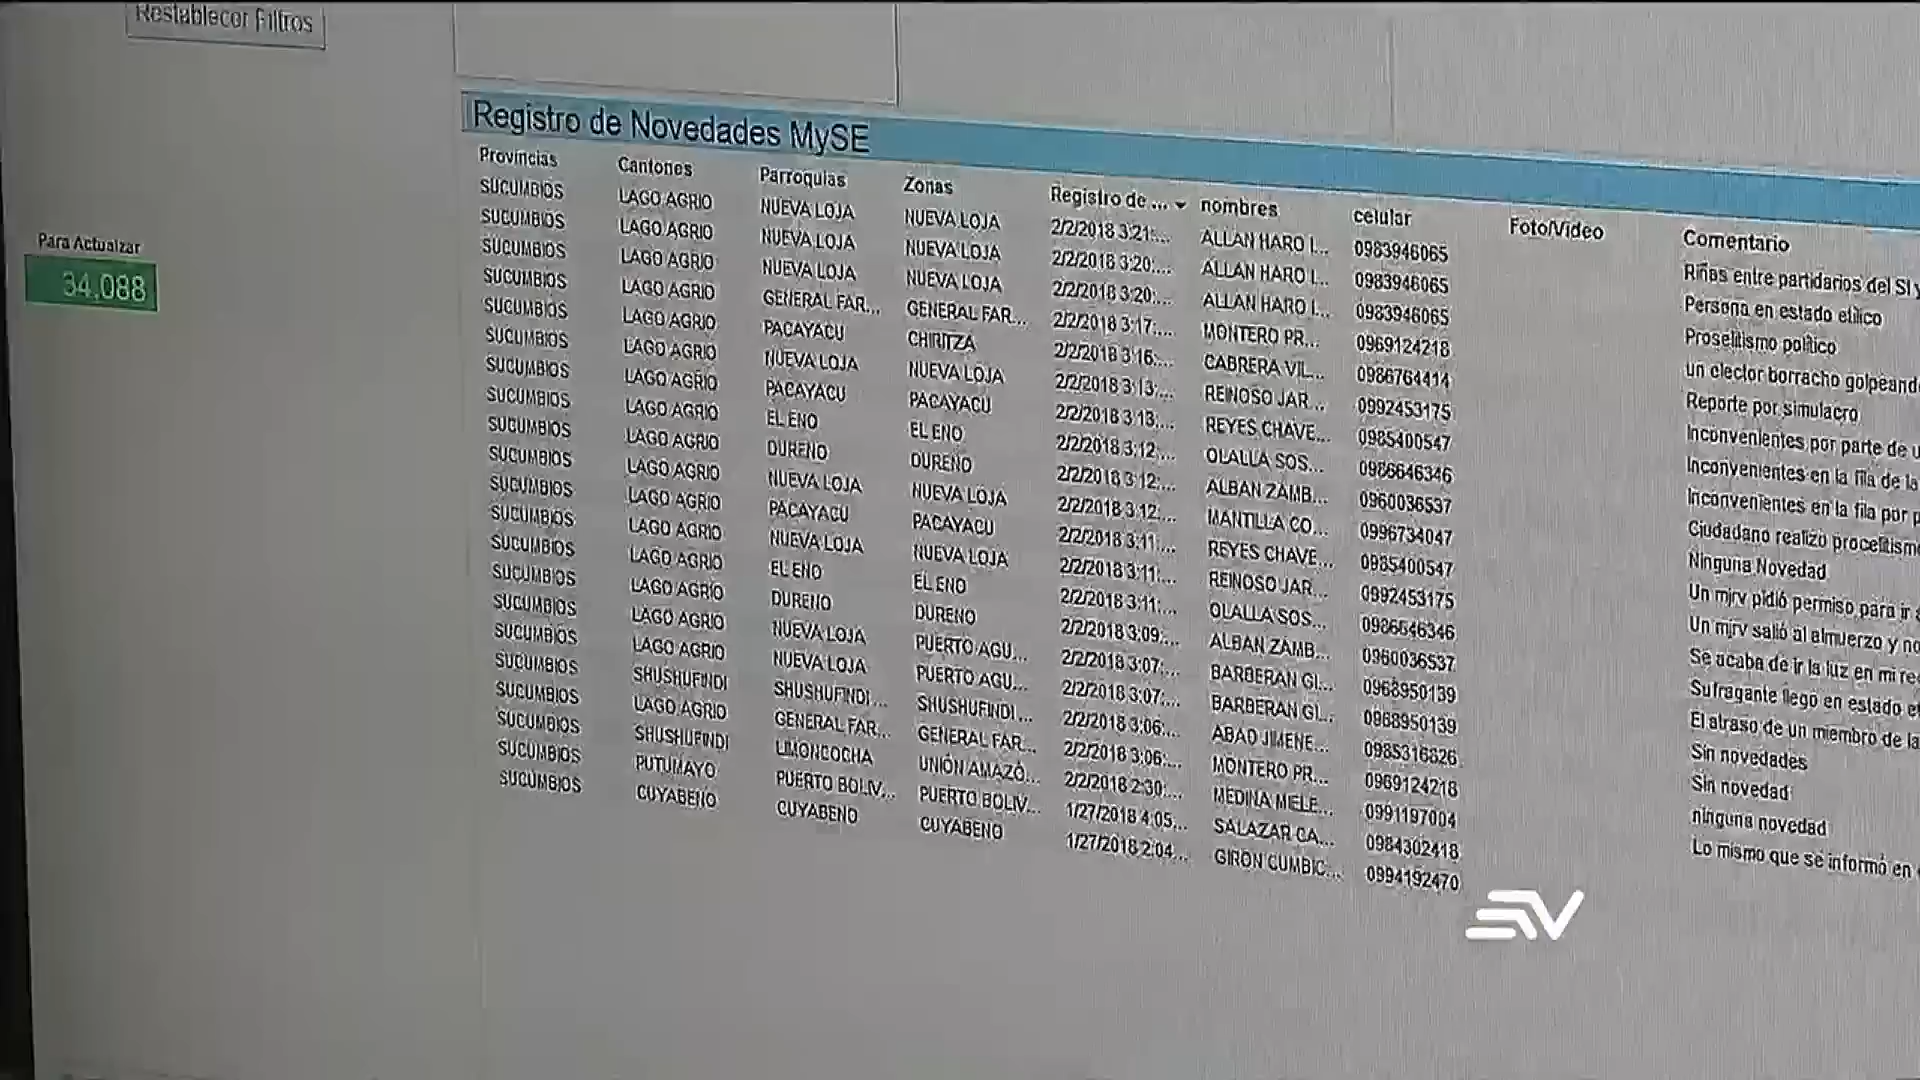 Restablecer Filtros
Para Actualizar
34,088
Registro de Novedades MySE
Provincias Cantones Parroquias Zonas Registro de ... nombres celular Foto/Video Comentario
SUCUMBIOS LAGO AGRIO NUEVA LOJA NUEVA LOJA 2/2/2018 3:21:... ALLAN HARO I... 0983946065 Riñas entre partidarios del SI y
SUCUMBIOS LAGO AGRIO NUEVA LOJA NUEVA LOJA 2/2/2018 3:20:... ALLAN HARO I... 0983946065 Persona en estado etílico
SUCUMBIOS LAGO AGRIO NUEVA LOJA NUEVA LOJA 2/2/2018 3:20:... ALLAN HARO I... 0983946065 Proselitismo político
SUCUMBIOS LAGO AGRIO GENERAL FAR... GENERAL FAR... 2/2/2018 3:17:... MONTERO PR... 0969124218 un elector borracho golpeand
SUCUMBIOS LAGO AGRIO PACAYACU CHIRITZA 2/2/2018 3:16:... CABRERA VIL... 0986764414 Reporte por simulacro
SUCUMBIOS LAGO AGRIO NUEVA LOJA NUEVA LOJA 2/2/2018 3:13:... REINOSO JAR... 0992453175 Inconvenientes por parte de u
SUCUMBIOS LAGO AGRIO PACAYACU PACAYACU 2/2/2018 3:13:... REYES CHAVE... 0985400547 Inconvenientes en la fila de la
SUCUMBIOS LAGO AGRIO EL ENO EL ENO 2/2/2018 3:12:... OLALLA SOS... 0986646346 Inconvenientes en la fila por p
SUCUMBIOS LAGO AGRIO DURENO DURENO 2/2/2018 3:12:... ALBAN ZAMB... 0960036537 Ciudadano realizo procelitismo
SUCUMBIOS LAGO AGRIO NUEVA LOJA NUEVA LOJA 2/2/2018 3:12:... MANTILLA CO... 0996734047 Ninguna Novedad
SUCUMBIOS LAGO AGRIO PACAYACU PACAYACU 2/2/2018 3:11:... REYES CHAVE... 0985400547 Un mjrv pidió permiso para ir a
SUCUMBIOS LAGO AGRIO NUEVA LOJA NUEVA LOJA 2/2/2018 3:11:... REINOSO JAR... 0992453175 Un mjrv salió al almuerzo y no
SUCUMBIOS LAGO AGRIO EL ENO EL ENO 2/2/2018 3:11:... OLALLA SOS... 0986646346 Se acaba de ir la luz en mi rec
SUCUMBIOS LAGO AGRIO DURENO DURENO 2/2/2018 3:09:... ALBAN ZAMB... 0960036537 Sufragante llego en estado et
SUCUMBIOS LAGO AGRIO NUEVA LOJA PUERTO AGU... 2/2/2018 3:07:... BARBERAN GI... 0968950139 El atraso de un miembro de la
SUCUMBIOS LAGO AGRIO NUEVA LOJA PUERTO AGU... 2/2/2018 3:07:... BARBERAN GI... 0968950139 Sin novedades
SUCUMBIOS SHUSHUFINDI SHUSHUFINDI ... SHUSHUFINDI ... 2/2/2018 3:06:... ABAD JIMENE... 0985316826 Sin novedad
SUCUMBIOS LAGO AGRIO GENERAL FAR... GENERAL FAR... 2/2/2018 3:06:... MONTERO PR... 0969124218 ninguna novedad
SUCUMBIOS SHUSHUFINDI LIMONCOCHA UNIÓN AMAZÓ... 2/2/2018 2:30:... MEDINA MELE... 0991197004 Lo mismo que se informó en
SUCUMBIOS PUTUMAYO PUERTO BOLIV... PUERTO BOLIV... 1/27/2018 4:05... SALAZAR CA... 0984302418
SUCUMBIOS CUYABENO CUYABENO CUYABENO 1/27/2018 2:04... GIRON CUMBIC... 0994192470